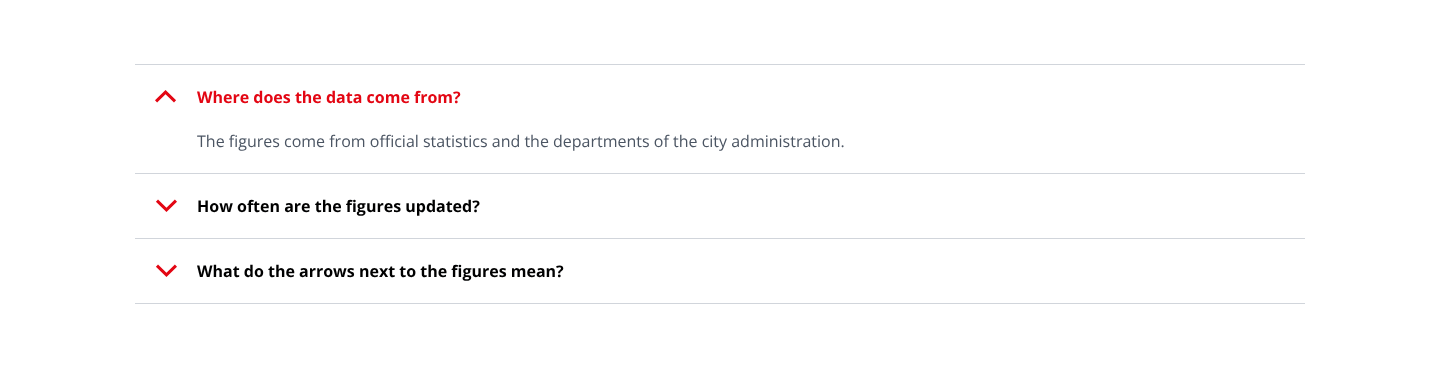 Where does the data come from?
The figures come from official statistics and the departments of the city administration.
How often are the figures updated?
What do the arrows next to the figures mean?